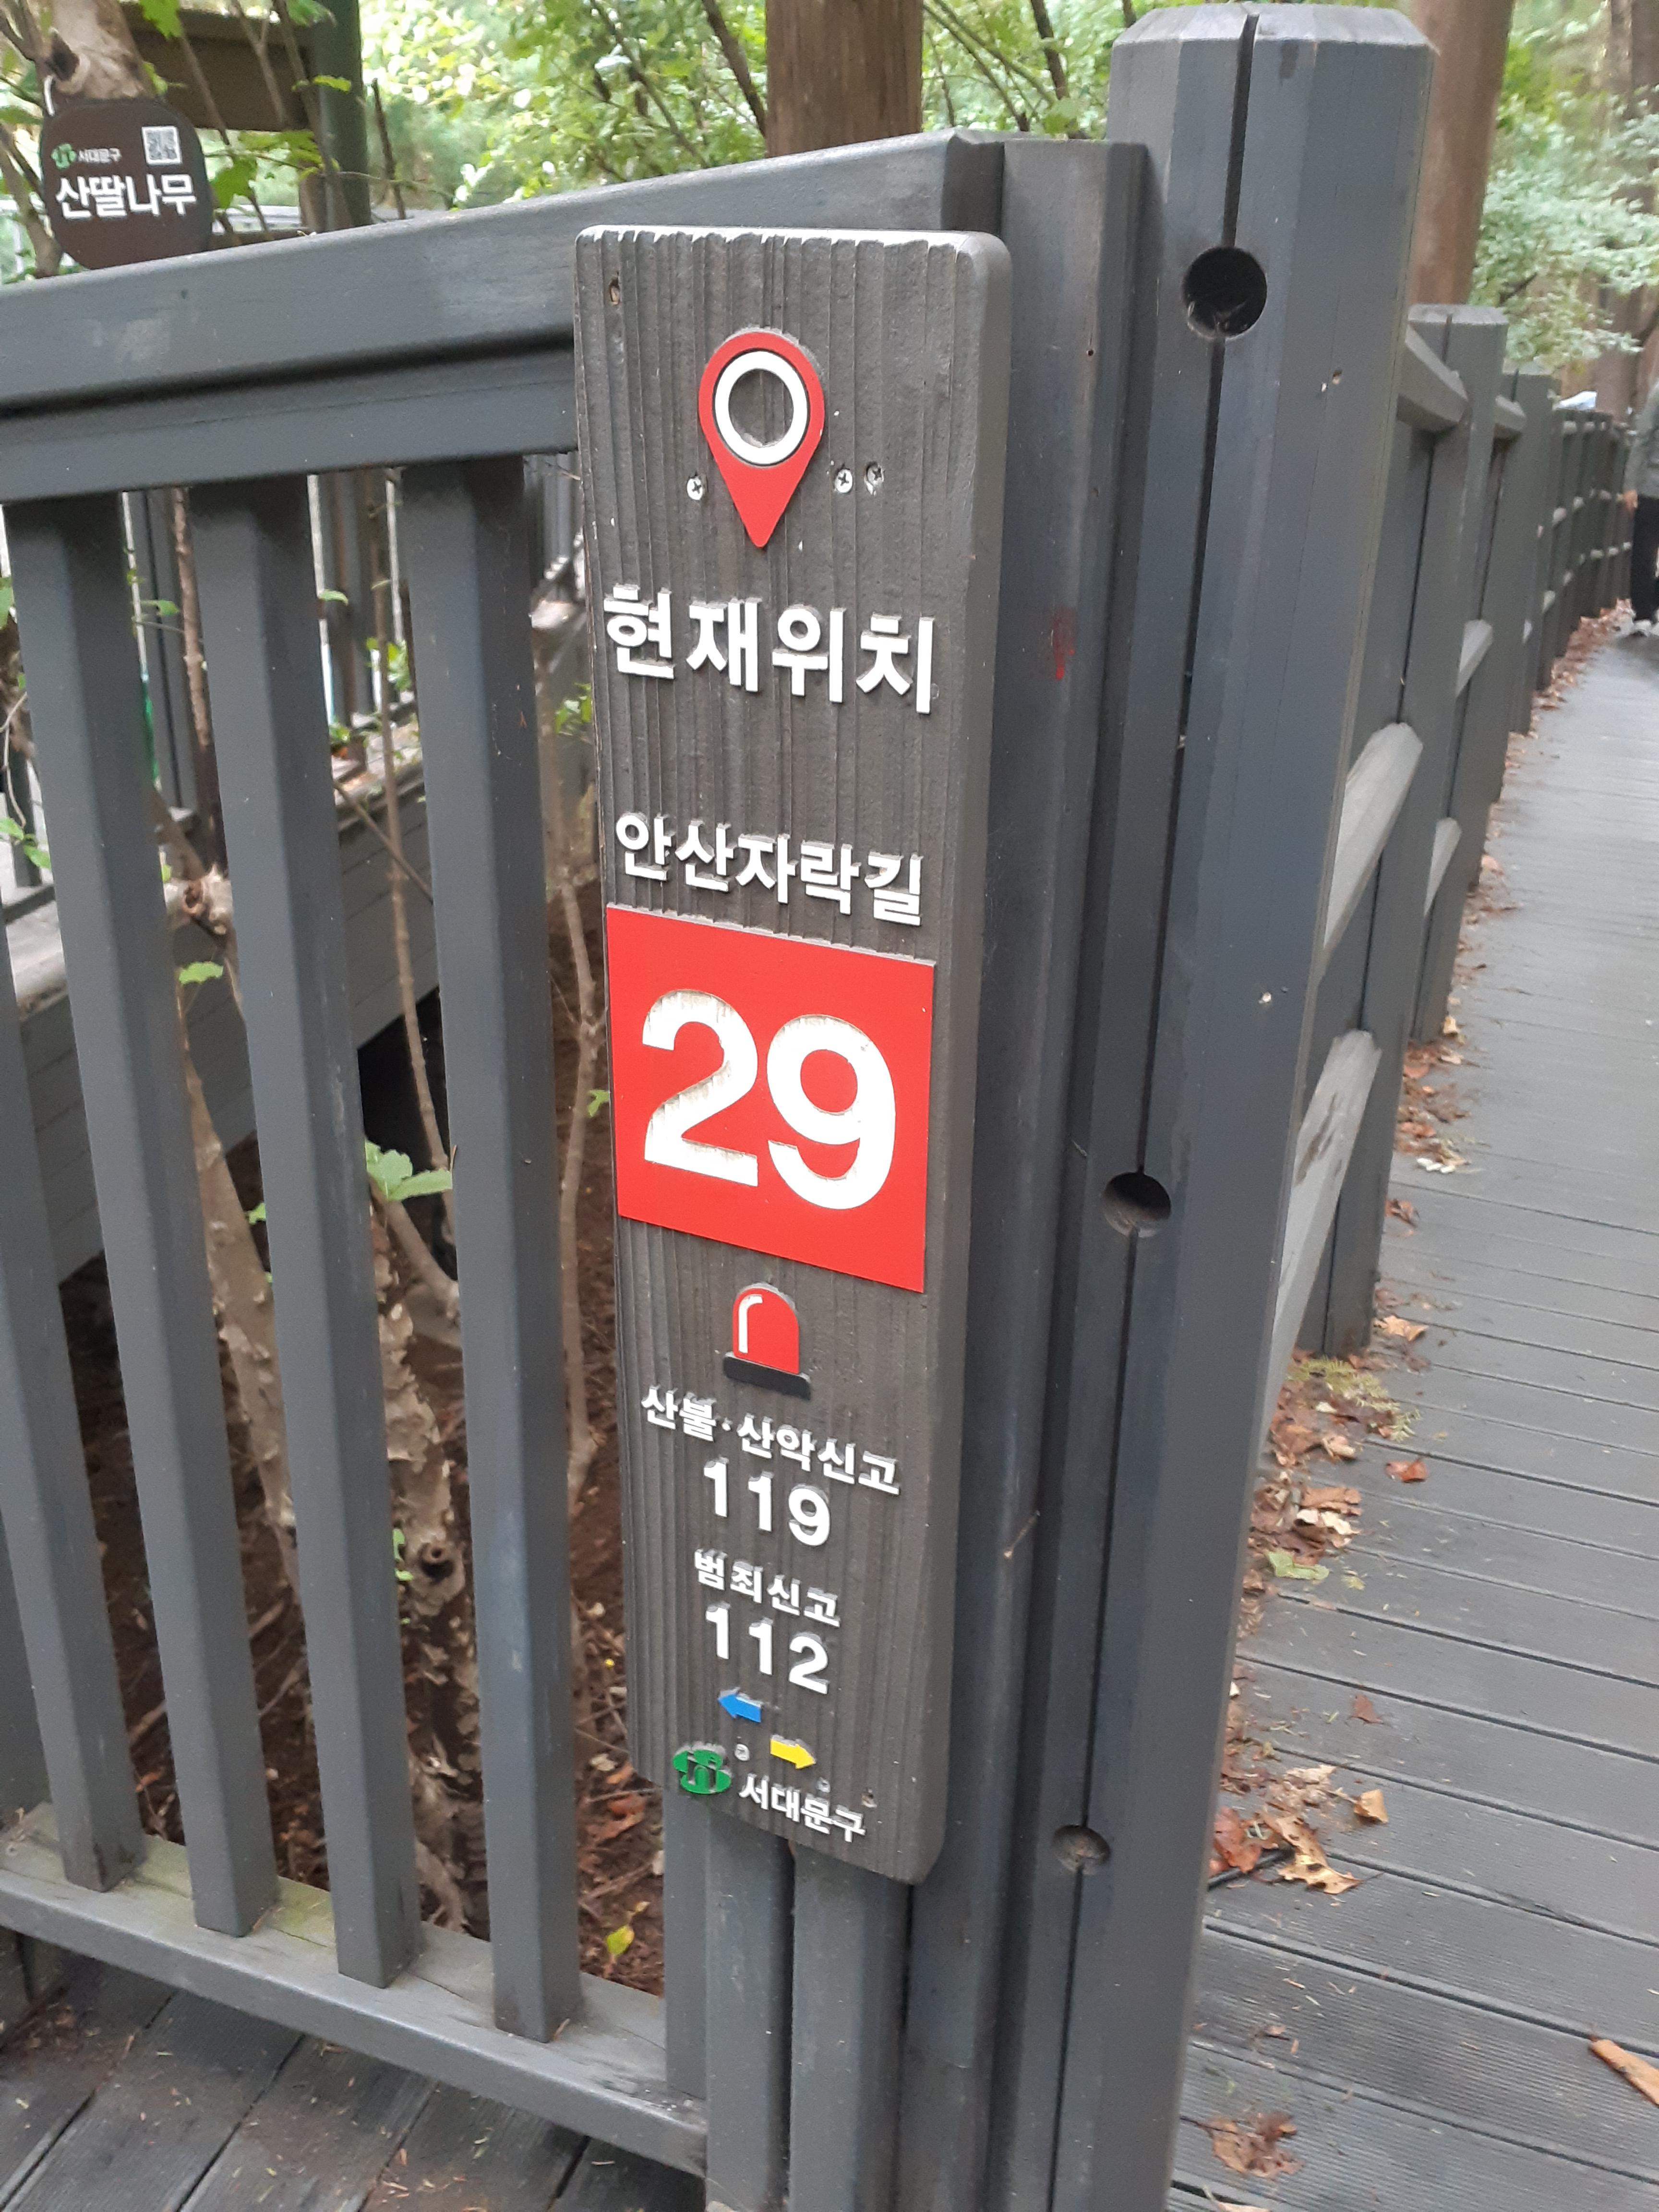 서대문구
산딸나무
현재위치
안산자락길
29
산불·산악신고
119
범죄신고
112
서대문구